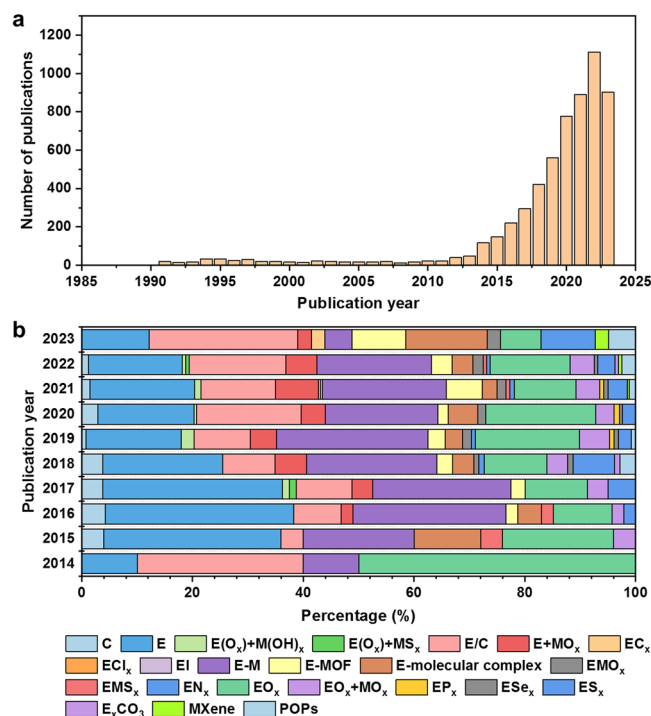 a
1200
1000
800
600
400
200
0
Number of publications
1985 1990 1995 2000 2005 2010 2015 2020 2025
Publication year
b
2023
2022
2021
2020
2019
2018
2017
2016
2015
2014
Publication year
0 20 40 60 80 100
Percentage (%)
C E E(Oₓ)+M(OH)ₓ E(Oₓ)+MSₓ E/C E+MOₓ ECₓ
EClₓ EI E-M E-MOF E-molecular complex EMOₓ
EMSₓ ENₓ EOₓ EOₓ+MOₓ EPₓ ESeₓ ESₓ
EₓCO₃ MXene POPs